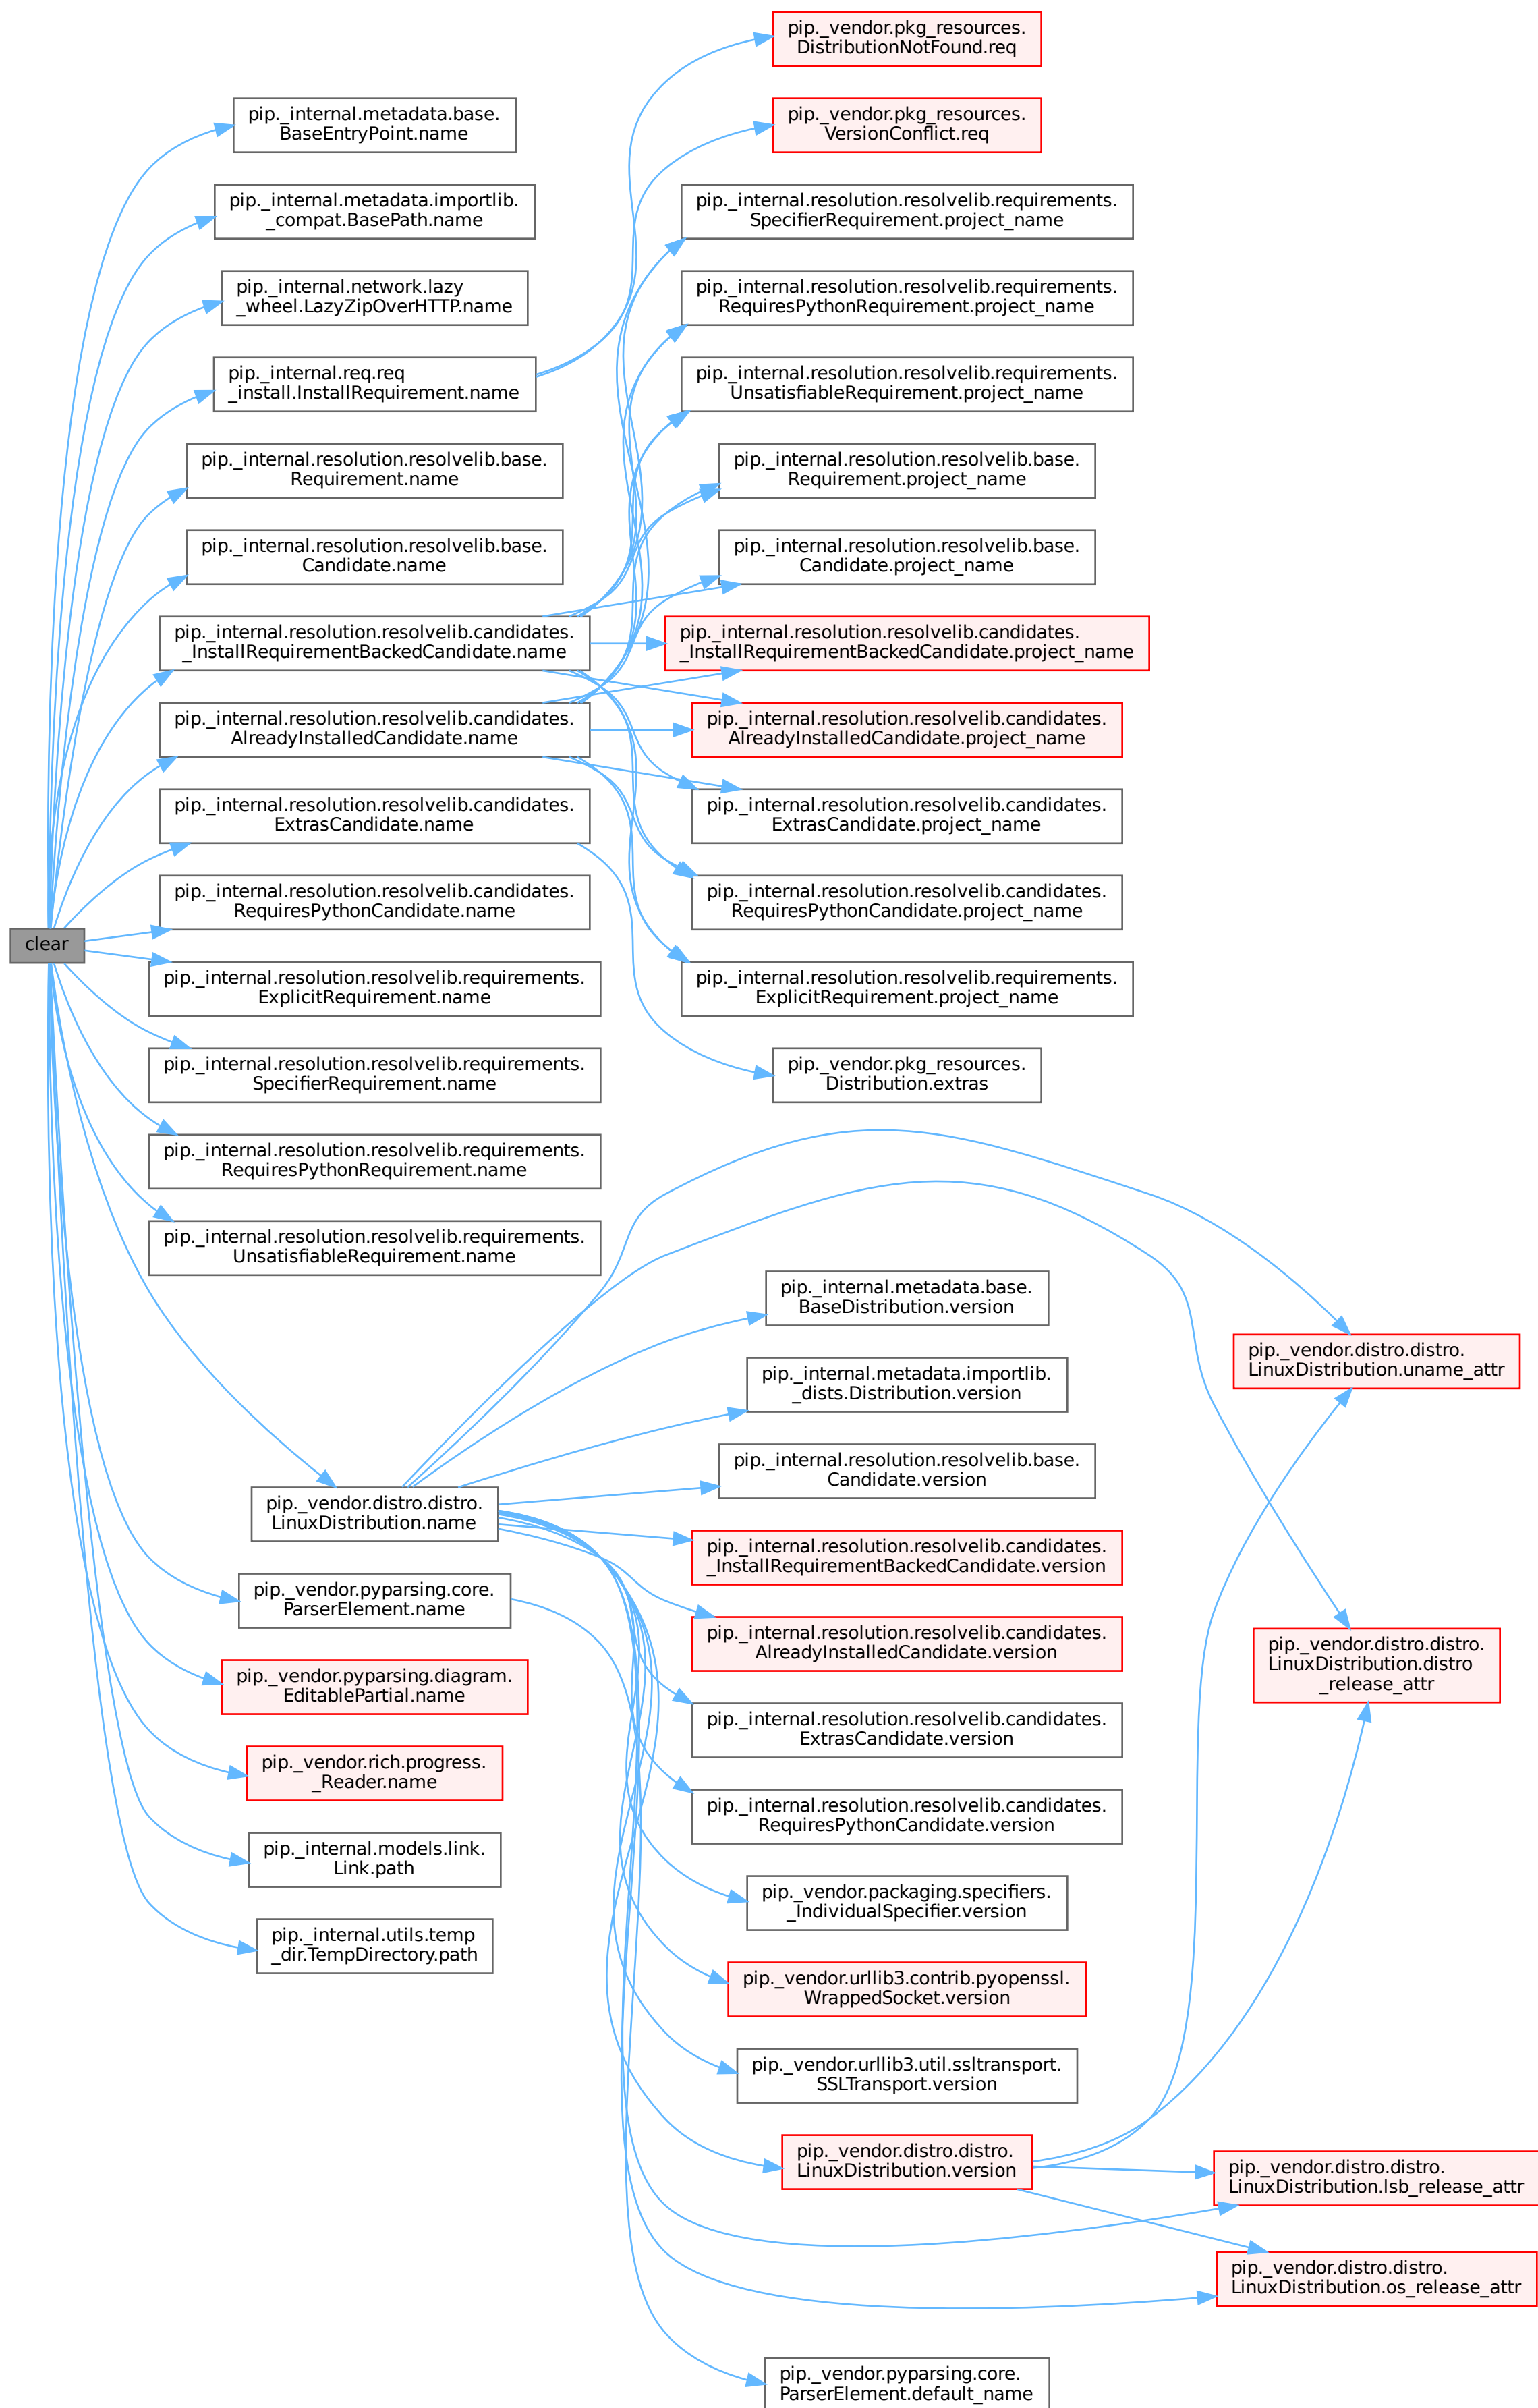 pip._vendor.pkg_resources.
DistributionNotFound.req
pip._internal.metadata.base.
BaseEntryPoint.name
pip._vendor.pkg_resources.
VersionConflict.req
pip._internal.metadata.importlib.
_compat.BasePath.name
pip._internal.resolution.resolvelib.requirements.
SpecifierRequirement.project_name
pip._internal.network.lazy
_wheel.LazyZipOverHTTP.name
pip._internal.resolution.resolvelib.requirements.
RequiresPythonRequirement.project_name
pip._internal.req.req
_install.InstallRequirement.name
pip._internal.resolution.resolvelib.requirements.
UnsatisfiableRequirement.project_name
pip._internal.resolution.resolvelib.base.
Requirement.name
pip._internal.resolution.resolvelib.base.
Requirement.project_name
pip._internal.resolution.resolvelib.base.
Candidate.name
pip._internal.resolution.resolvelib.base.
Candidate.project_name
pip._internal.resolution.resolvelib.candidates.
_InstallRequirementBackedCandidate.name
pip._internal.resolution.resolvelib.candidates.
_InstallRequirementBackedCandidate.project_name
pip._internal.resolution.resolvelib.candidates.
AlreadyInstalledCandidate.name
pip._internal.resolution.resolvelib.candidates.
AlreadyInstalledCandidate.project_name
pip._internal.resolution.resolvelib.candidates.
ExtrasCandidate.name
pip._internal.resolution.resolvelib.candidates.
ExtrasCandidate.project_name
pip._internal.resolution.resolvelib.candidates.
RequiresPythonCandidate.name
pip._internal.resolution.resolvelib.candidates.
RequiresPythonCandidate.project_name
clear
pip._internal.resolution.resolvelib.requirements.
ExplicitRequirement.name
pip._internal.resolution.resolvelib.requirements.
ExplicitRequirement.project_name
pip._internal.resolution.resolvelib.requirements.
SpecifierRequirement.name
pip._vendor.pkg_resources.
Distribution.extras
pip._internal.resolution.resolvelib.requirements.
RequiresPythonRequirement.name
pip._internal.resolution.resolvelib.requirements.
UnsatisfiableRequirement.name
pip._internal.metadata.base.
BaseDistribution.version
pip._vendor.distro.distro.
LinuxDistribution.uname_attr
pip._internal.metadata.importlib.
_dists.Distribution.version
pip._internal.resolution.resolvelib.base.
Candidate.version
pip._vendor.distro.distro.
LinuxDistribution.name
pip._internal.resolution.resolvelib.candidates.
_InstallRequirementBackedCandidate.version
pip._vendor.pyparsing.core.
ParserElement.name
pip._internal.resolution.resolvelib.candidates.
AlreadyInstalledCandidate.version
pip._vendor.distro.distro.
LinuxDistribution.distro
_release_attr
pip._vendor.pyparsing.diagram.
EditablePartial.name
pip._internal.resolution.resolvelib.candidates.
ExtrasCandidate.version
pip._vendor.rich.progress.
_Reader.name
pip._internal.resolution.resolvelib.candidates.
RequiresPythonCandidate.version
pip._internal.models.link.
Link.path
pip._vendor.packaging.specifiers.
_IndividualSpecifier.version
pip._internal.utils.temp
_dir.TempDirectory.path
pip._vendor.urllib3.contrib.pyopenssl.
WrappedSocket.version
pip._vendor.urllib3.util.ssltransport.
SSLTransport.version
pip._vendor.distro.distro.
LinuxDistribution.version
pip._vendor.distro.distro.
LinuxDistribution.lsb_release_attr
pip._vendor.distro.distro.
LinuxDistribution.os_release_attr
pip._vendor.pyparsing.core.
ParserElement.default_name